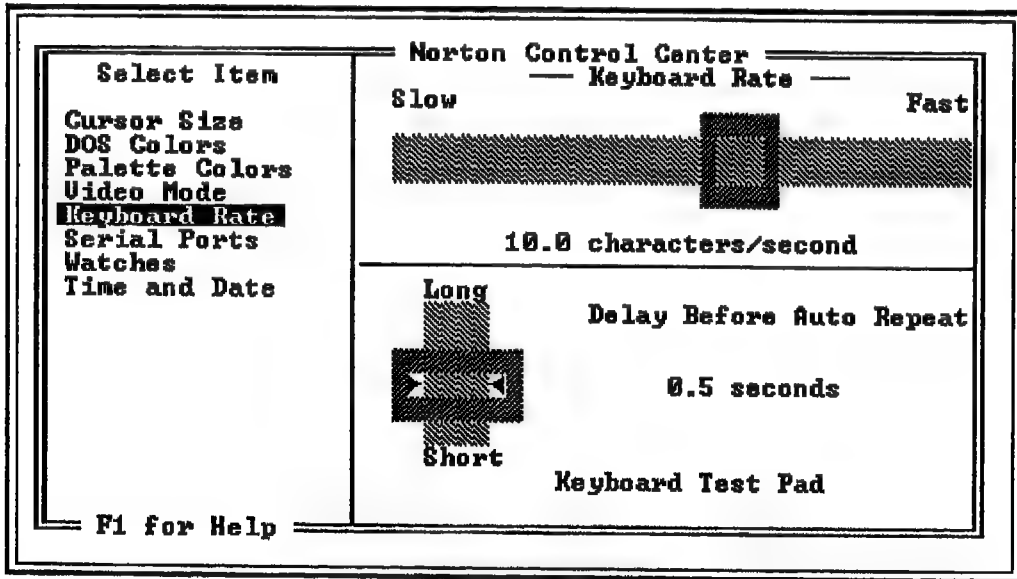 Norton Control Center
Select Item
Cursor Size
DOS Colors
Palette Colors
Video Mode
Keyboard Rate
Serial Ports
Watches
Time and Date
F1 for Help
Keyboard Rate
Slow Fast
10.0 characters/second
Long
Delay Before Auto Repeat
0.5 seconds
Short
Keyboard Test Pad